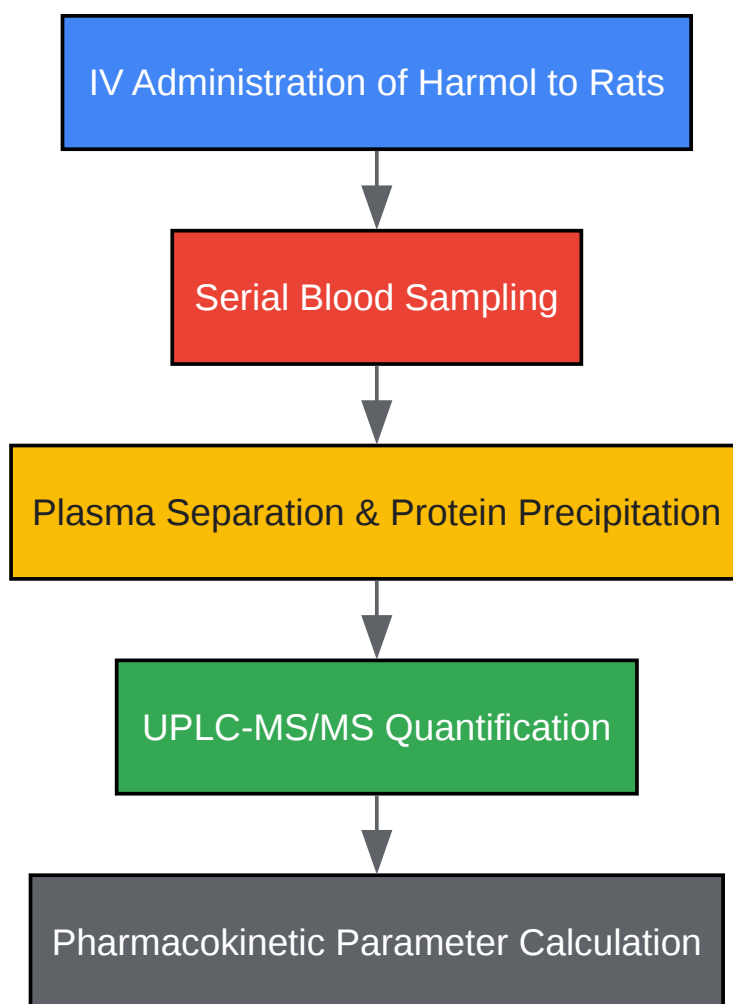 IV Administration of Harmol to Rats
Serial Blood Sampling
Plasma Separation & Protein Precipitation
UPLC-MS/MS Quantification
Pharmacokinetic Parameter Calculation